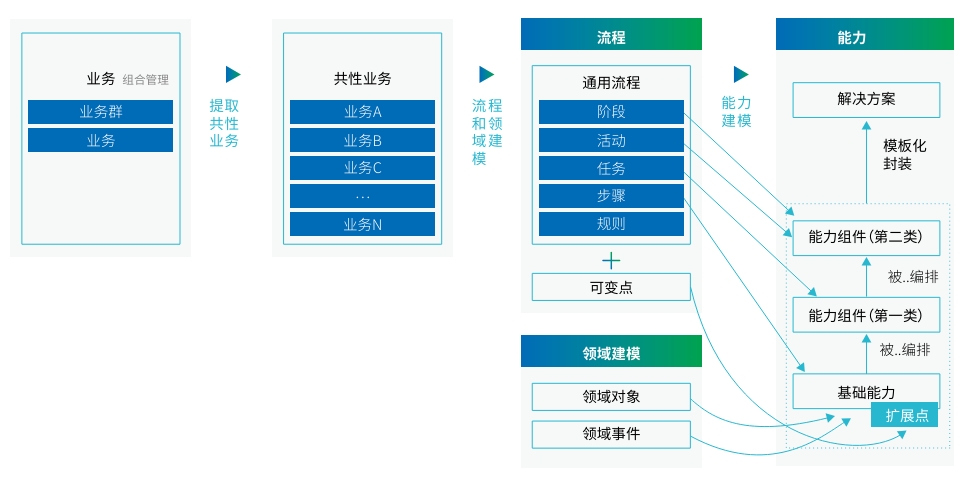 业务 组合管理
业务群
业务
提取
共性
业务
共性业务
业务A
业务B
业务C
...
业务N
流程
和领
域建
模
流程
通用流程
阶段
活动
任务
步骤
规则
+
可变点
领域建模
领域对象
领域事件
能力
建模
能力
解决方案
模板化
封装
能力组件(第二类)
被..编排
能力组件(第一类)
被..编排
基础能力
扩展点